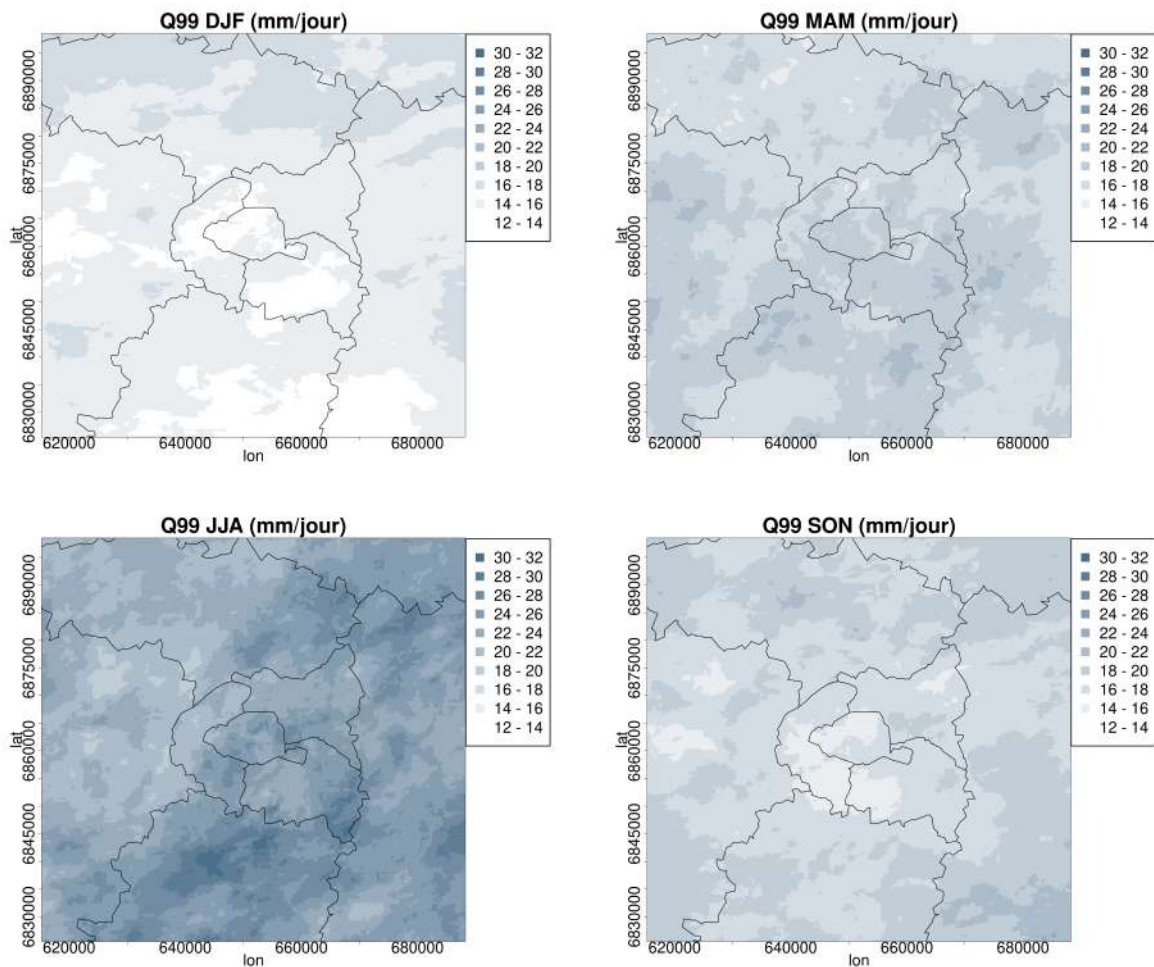 Q99 DJF (mm/jour)
30 - 32
28 - 30
26 - 28
24 - 26
22 - 24
20 - 22
18 - 20
16 - 18
14 - 16
12 - 14
6890000
6875000
6860000
6845000
6830000
lat
620000 640000 660000 680000
lon
Q99 MAM (mm/jour)
30 - 32
28 - 30
26 - 28
24 - 26
22 - 24
20 - 22
18 - 20
16 - 18
14 - 16
12 - 14
6890000
6875000
6860000
6845000
6830000
lat
620000 640000 660000 680000
lon
Q99 JJA (mm/jour)
30 - 32
28 - 30
26 - 28
24 - 26
22 - 24
20 - 22
18 - 20
16 - 18
14 - 16
12 - 14
6890000
6875000
6860000
6845000
6830000
lat
620000 640000 660000 680000
lon
Q99 SON (mm/jour)
30 - 32
28 - 30
26 - 28
24 - 26
22 - 24
20 - 22
18 - 20
16 - 18
14 - 16
12 - 14
6890000
6875000
6860000
6845000
6830000
lat
620000 640000 660000 680000
lon